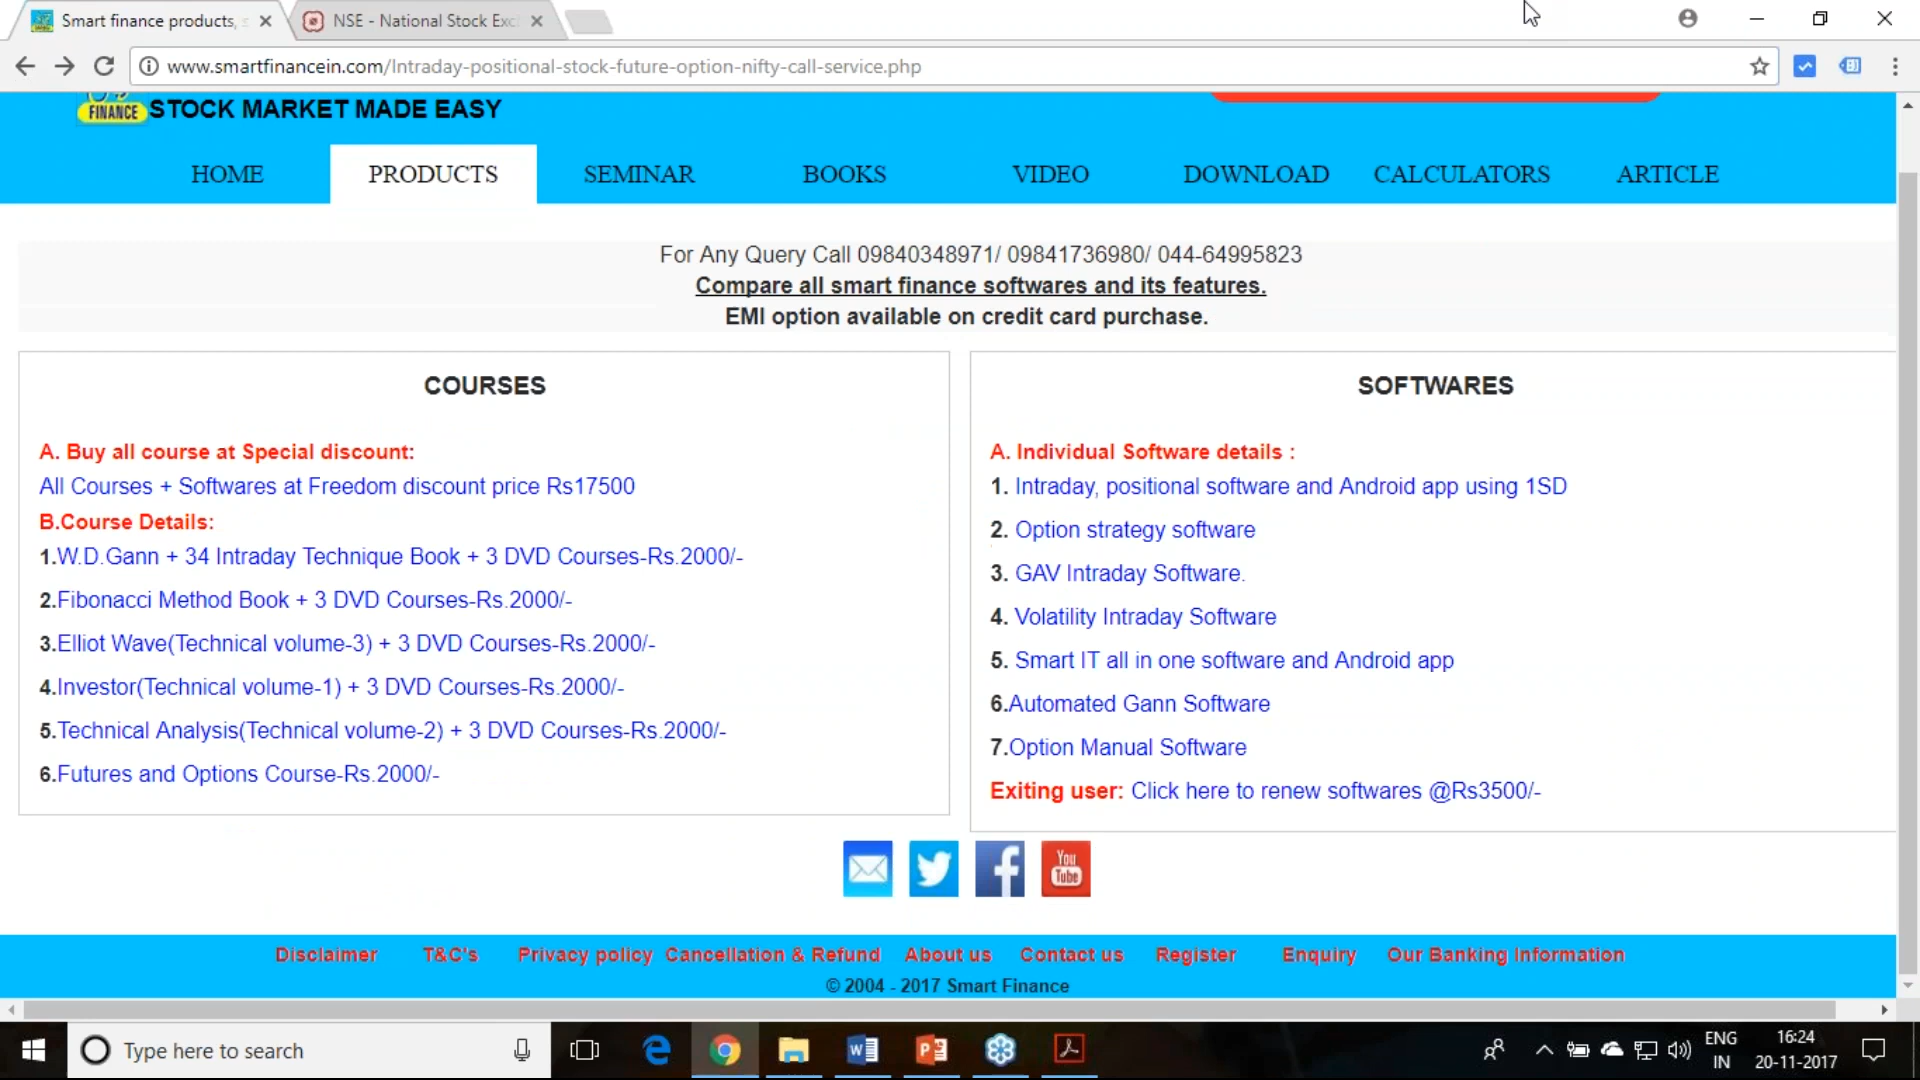 Smart finance products, s
NSE - National Stock Exc
www.smartfinancein.com/Intraday-positional-stock-future-option-nifty-call-service.php
FINANCE
STOCK MARKET MADE EASY
HOME
PRODUCTS
SEMINAR
BOOKS
VIDEO
DOWNLOAD
CALCULATORS
ARTICLE
For Any Query Call 09840348971/ 09841736980/ 044-64995823
Compare all smart finance softwares and its features.
EMI option available on credit card purchase.
COURSES
A. Buy all course at Special discount:
All Courses + Softwares at Freedom discount price Rs17500
B.Course Details:
1.W.D.Gann + 34 Intraday Technique Book + 3 DVD Courses-Rs.2000/-
2.Fibonacci Method Book + 3 DVD Courses-Rs.2000/-
3.Elliot Wave(Technical volume-3) + 3 DVD Courses-Rs.2000/-
4.Investor(Technical volume-1) + 3 DVD Courses-Rs.2000/-
5.Technical Analysis(Technical volume-2) + 3 DVD Courses-Rs.2000/-
6.Futures and Options Course-Rs.2000/-
SOFTWARES
A. Individual Software details :
1. Intraday, positional software and Android app using 1SD
2. Option strategy software
3. GAV Intraday Software.
4. Volatility Intraday Software
5. Smart IT all in one software and Android app
6.Automated Gann Software
7.Option Manual Software
Exiting user: Click here to renew softwares @Rs3500/-
You
Tube
Disclaimer
T&C's
Privacy policy
Cancellation & Refund
About us
Contact us
Register
Enquiry
Our Banking Information
© 2004 - 2017 Smart Finance
Type here to search
ENG
IN
16:24
20-11-2017